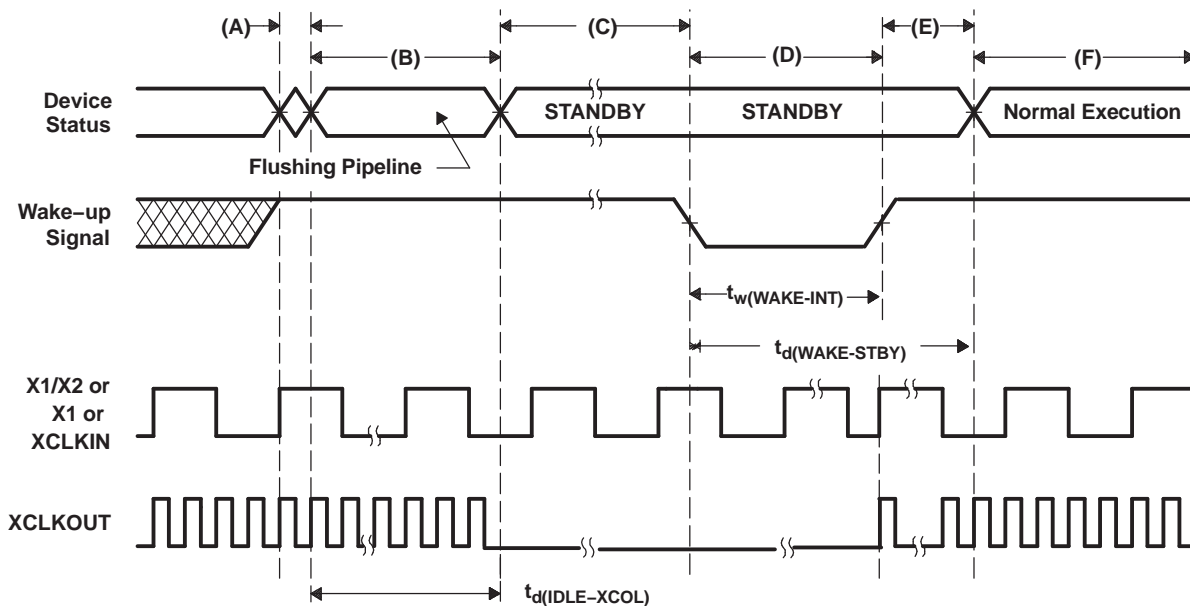 (A)
(C)
(E)
(B)
(D)
(F)
Device
Status
STANDBY
STANDBY
Normal Execution
Flushing Pipeline
Wake−up
Signal
tw(WAKE-INT)
td(WAKE-STBY)
X1/X2 or
X1 or
XCLKIN
XCLKOUT
td(IDLE−XCOL)